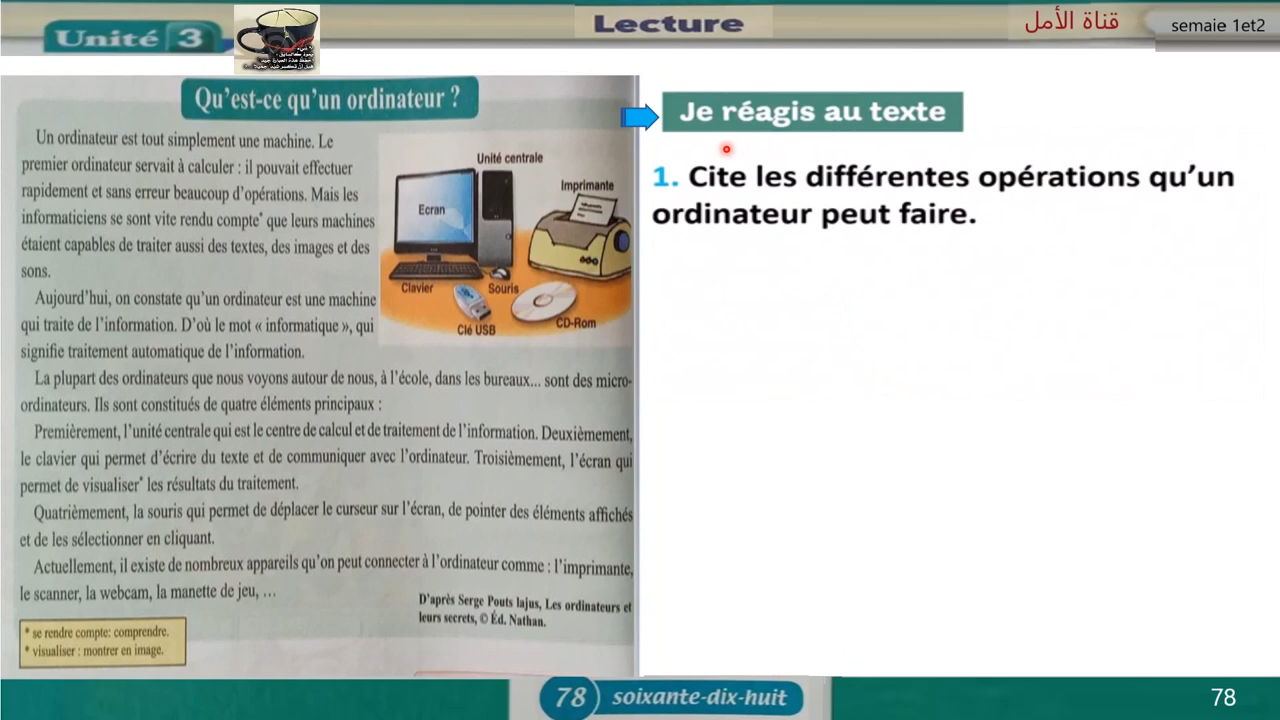 Unité 3
Lecture
قناة الأمل
semaie 1et2
Qu'est-ce qu'un ordinateur ?
Un ordinateur est tout simplement une machine. Le
premier ordinateur servait à calculer : il pouvait effectuer
rapidement et sans erreur beaucoup d'opérations. Mais les
informaticiens se sont vite rendu compte* que leurs machines
étaient capables de traiter aussi des textes, des images et des
sons.
Aujourd'hui, on constate qu'un ordinateur est une machine
qui traite de l'information. D'où le mot « informatique », qui
signifie traitement automatique de l'information.
La plupart des ordinateurs que nous voyons autour de nous, à l'école, dans les bureaux... sont des micro-
ordinateurs. Ils sont constitués de quatre éléments principaux :
Premièrement, l'unité centrale qui est le centre de calcul et de traitement de l'information. Deuxièmement,
le clavier qui permet d'écrire du texte et de communiquer avec l'ordinateur. Troisièmement, l'écran qui
permet de visualiser* les résultats du traitement.
Quatrièmement, la souris qui permet de déplacer le curseur sur l'écran, de pointer des éléments affichés
et de les sélectionner en cliquant.
Actuellement, il existe de nombreux appareils qu'on peut connecter à l'ordinateur comme : l'imprimante,
le scanner, la webcam, la manette de jeu, ...
D'après Serge Pouts lajus, Les ordinateurs et
leurs secrets, © Éd. Nathan.
* se rendre compte: comprendre.
* visualiser : montrer en image.
Unité centrale
Imprimante
Ecran
Clavier
Souris
Clé USB
CD-Rom
Je réagis au texte
1. Cite les différentes opérations qu'un
ordinateur peut faire.
78 soixante-dix-huit
78